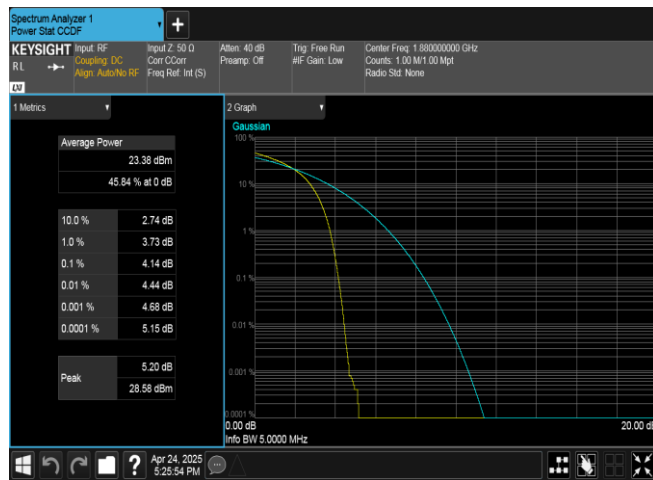 Spectrum Analyzer 1
Power Stat CCDF
+
KEYSIGHT
RL
LXI
Input: RF
Coupling: DC
Align: Auto/No RF
Input Z: 50 Ω
Corr CCorr
Freq Ref: Int (S)
Atten: 40 dB
Preamp: Off
Trig: Free Run
#IF Gain: Low
Center Freq: 1.880000000 GHz
Counts: 1.00 M/1.00 Mpt
Radio Std: None
1 Metrics
Average Power
23.38 dBm
45.84 % at 0 dB
10.0 % 2.74 dB
1.0 % 3.73 dB
0.1 % 4.14 dB
0.01 % 4.44 dB
0.001 % 4.68 dB
0.0001 % 5.15 dB
Peak
5.20 dB
28.58 dBm
2 Graph
Gaussian
100 %
10 %
1 %
0.1 %
0.01 %
0.001 %
0.0001 %
0.00 dB
20.00 dB
Info BW 5.0000 MHz
?
Apr 24, 2025
5:25:54 PM